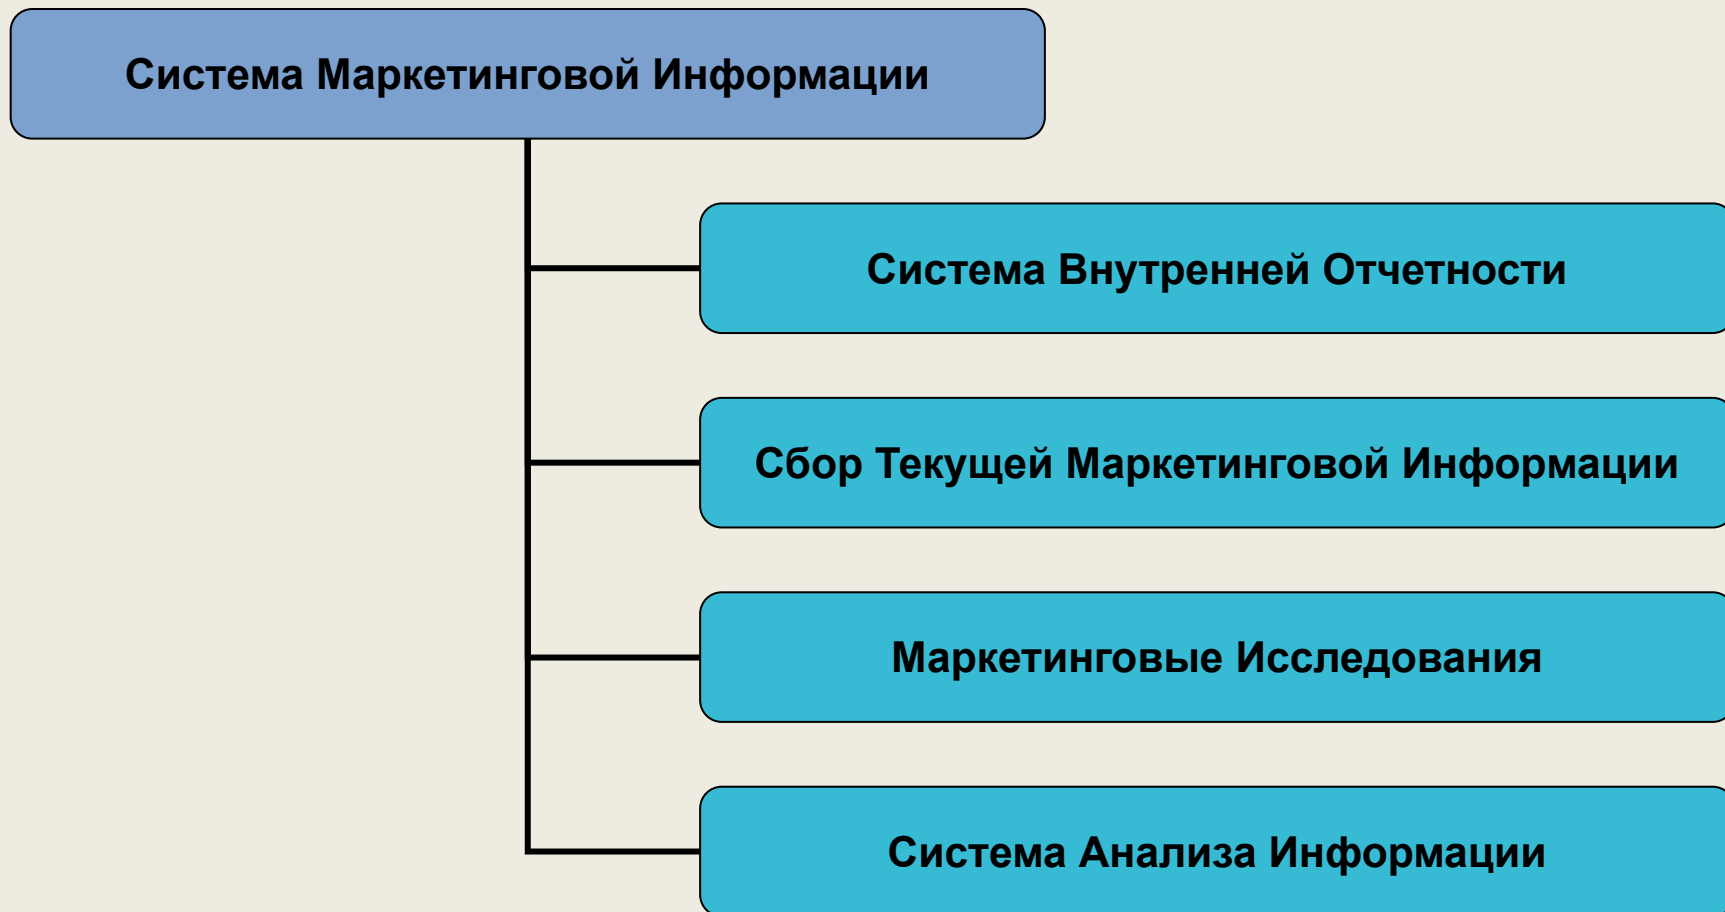 Система Маркетинговой Информации
Система Внутренней Отчетности
Сбор Текущей Маркетинговой Информации
Маркетинговые Исследования
Система Анализа Информации